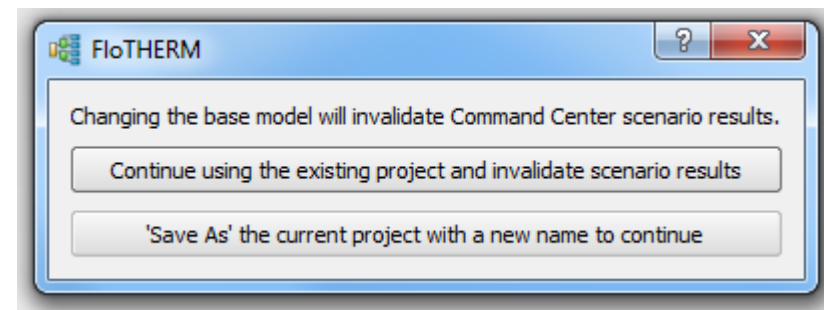 FloTHERM
Changing the base model will invalidate Command Center scenario results.
Continue using the existing project and invalidate scenario results
'Save As' the current project with a new name to continue